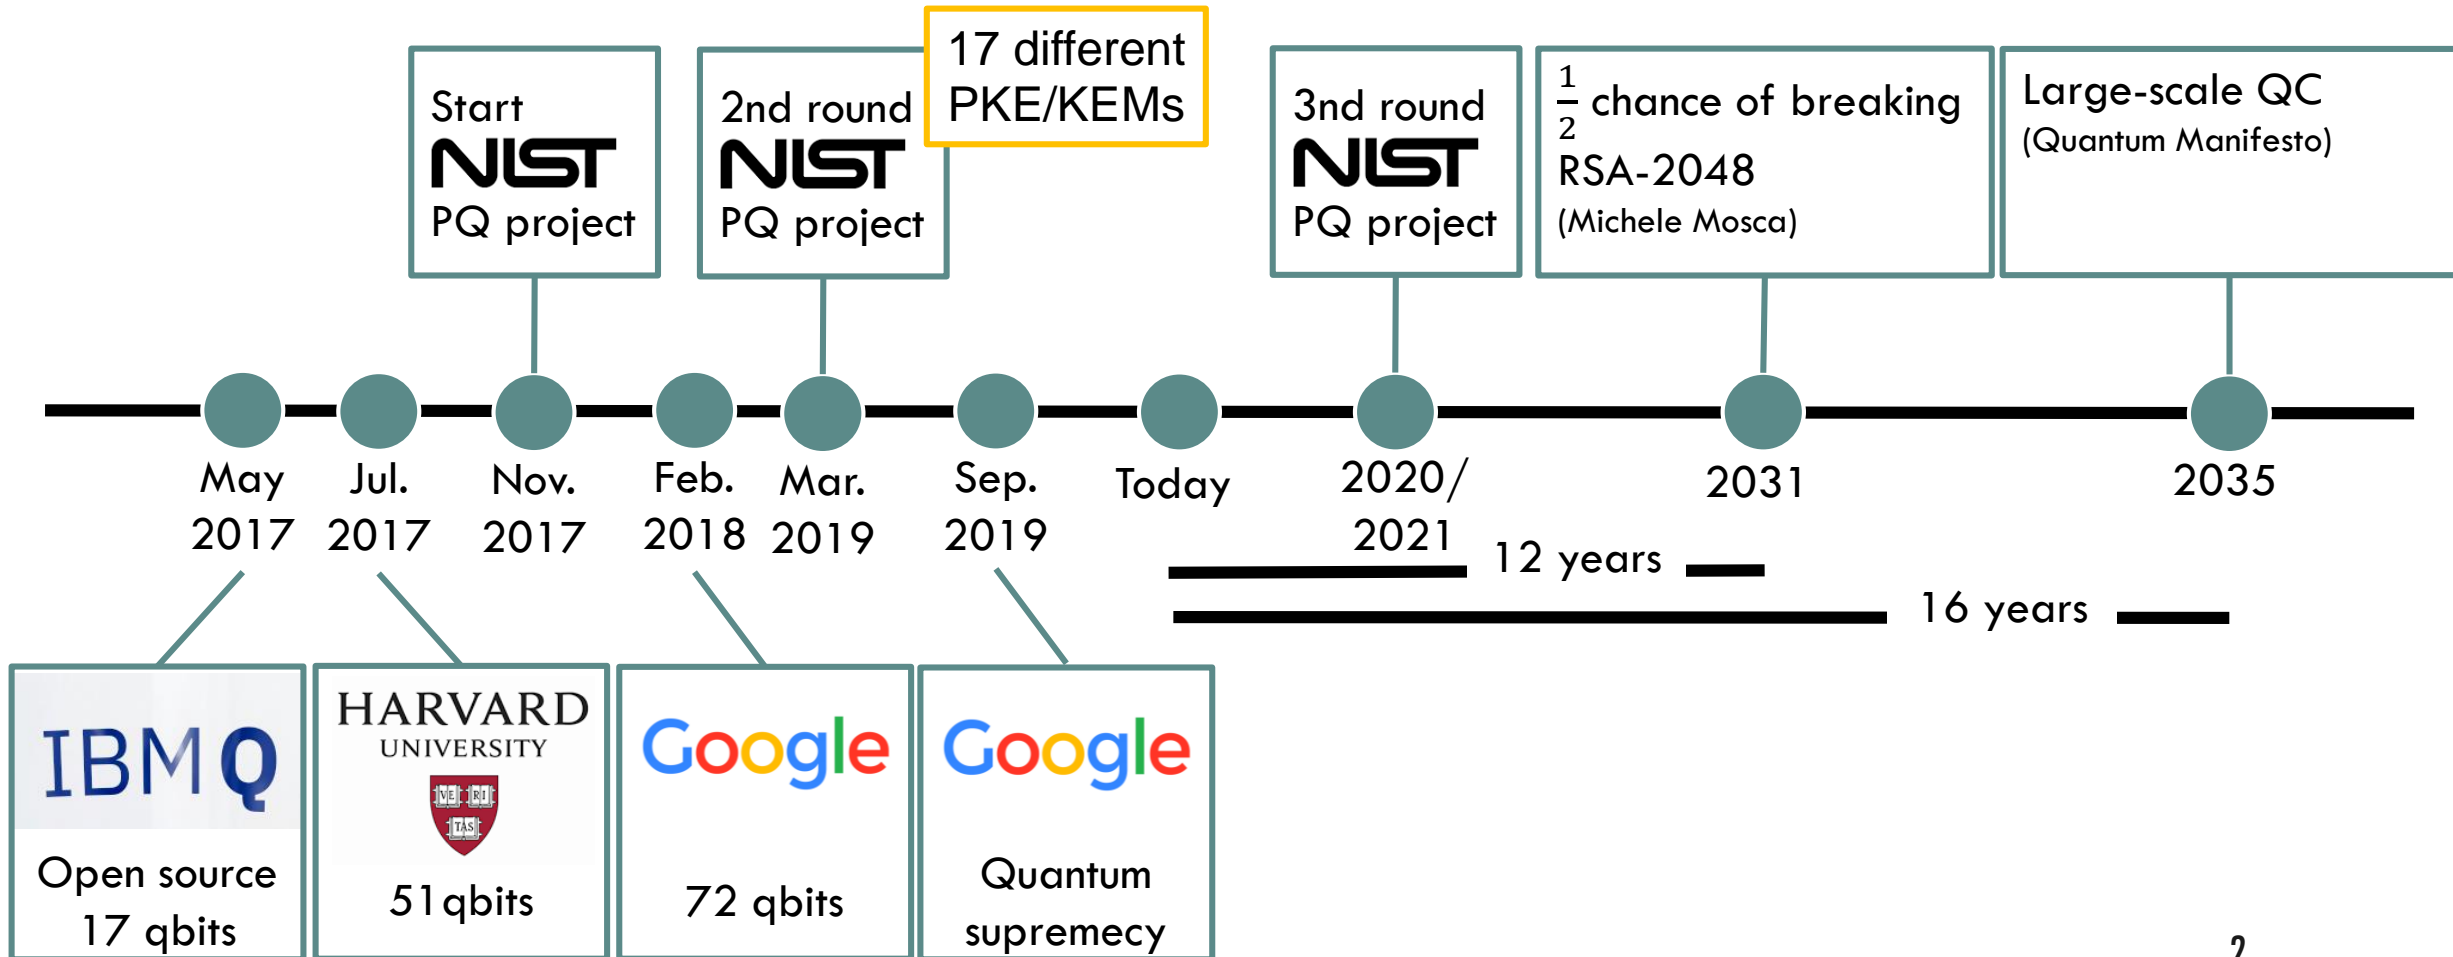 Start
NIST
PQ project
2nd round
NIST
PQ project
17 different
PKE/KEMs
3nd round
NIST
PQ project
1/2 chance of breaking
RSA-2048
(Michele Mosca)
Large-scale QC
(Quantum Manifesto)
May
2017
Jul.
2017
Nov.
2017
Feb.
2018
Mar.
2019
Sep.
2019
Today
2020/
2021
2031
2035
12 years
16 years
IBM Q
Open source
17 qbits
HARVARD
UNIVERSITY
VE RI
TAS
51qbits
Google
72 qbits
Google
Quantum
supremecy
2